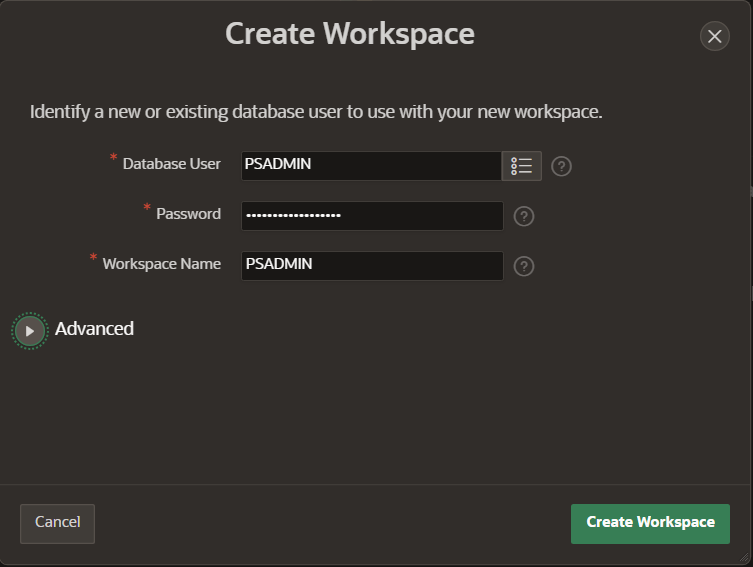 Create Workspace
Identify a new or existing database user to use with your new workspace.
* Database User PSADMIN ?
* Password •••••••••••••••••• ?
* Workspace Name PSADMIN ?
Advanced
Cancel Create Workspace